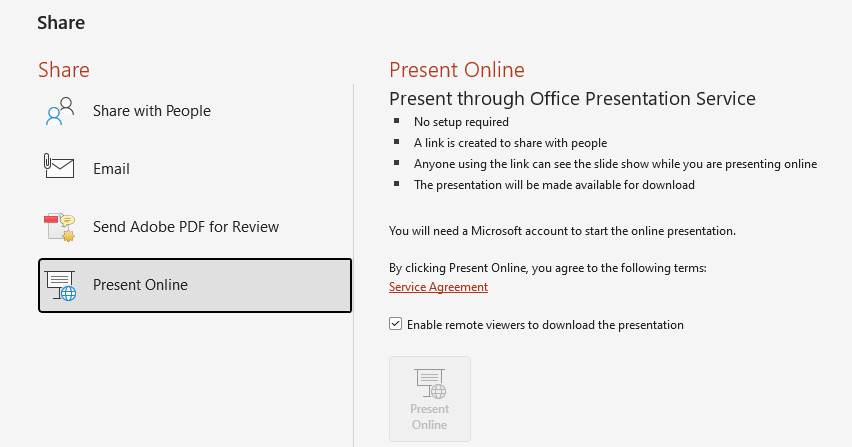 Share
Share
Share with People
Email
Send Adobe PDF for Review
Present Online
Present Online
Present through Office Presentation Service
No setup required
A link is created to share with people
Anyone using the link can see the slide show while you are presenting online
The presentation will be made available for download
You will need a Microsoft account to start the online presentation.
By clicking Present Online, you agree to the following terms:
Service Agreement
Enable remote viewers to download the presentation
Present
Online